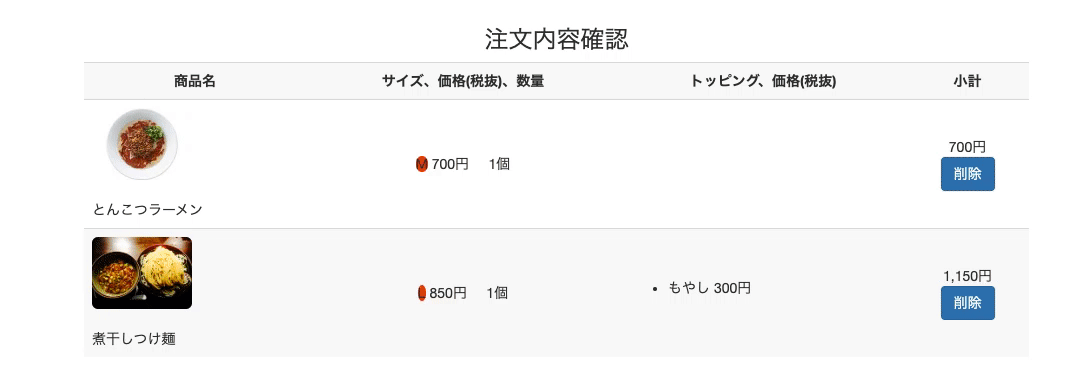 注文内容確認
商品名 サイズ、価格(税抜)、数量 トッピング、価格(税抜) 小計
M 700円 1個
700円
削除
とんこつラーメン
L 850円 1個
• もやし 300円
1,150円
削除
煮干しつけ麺